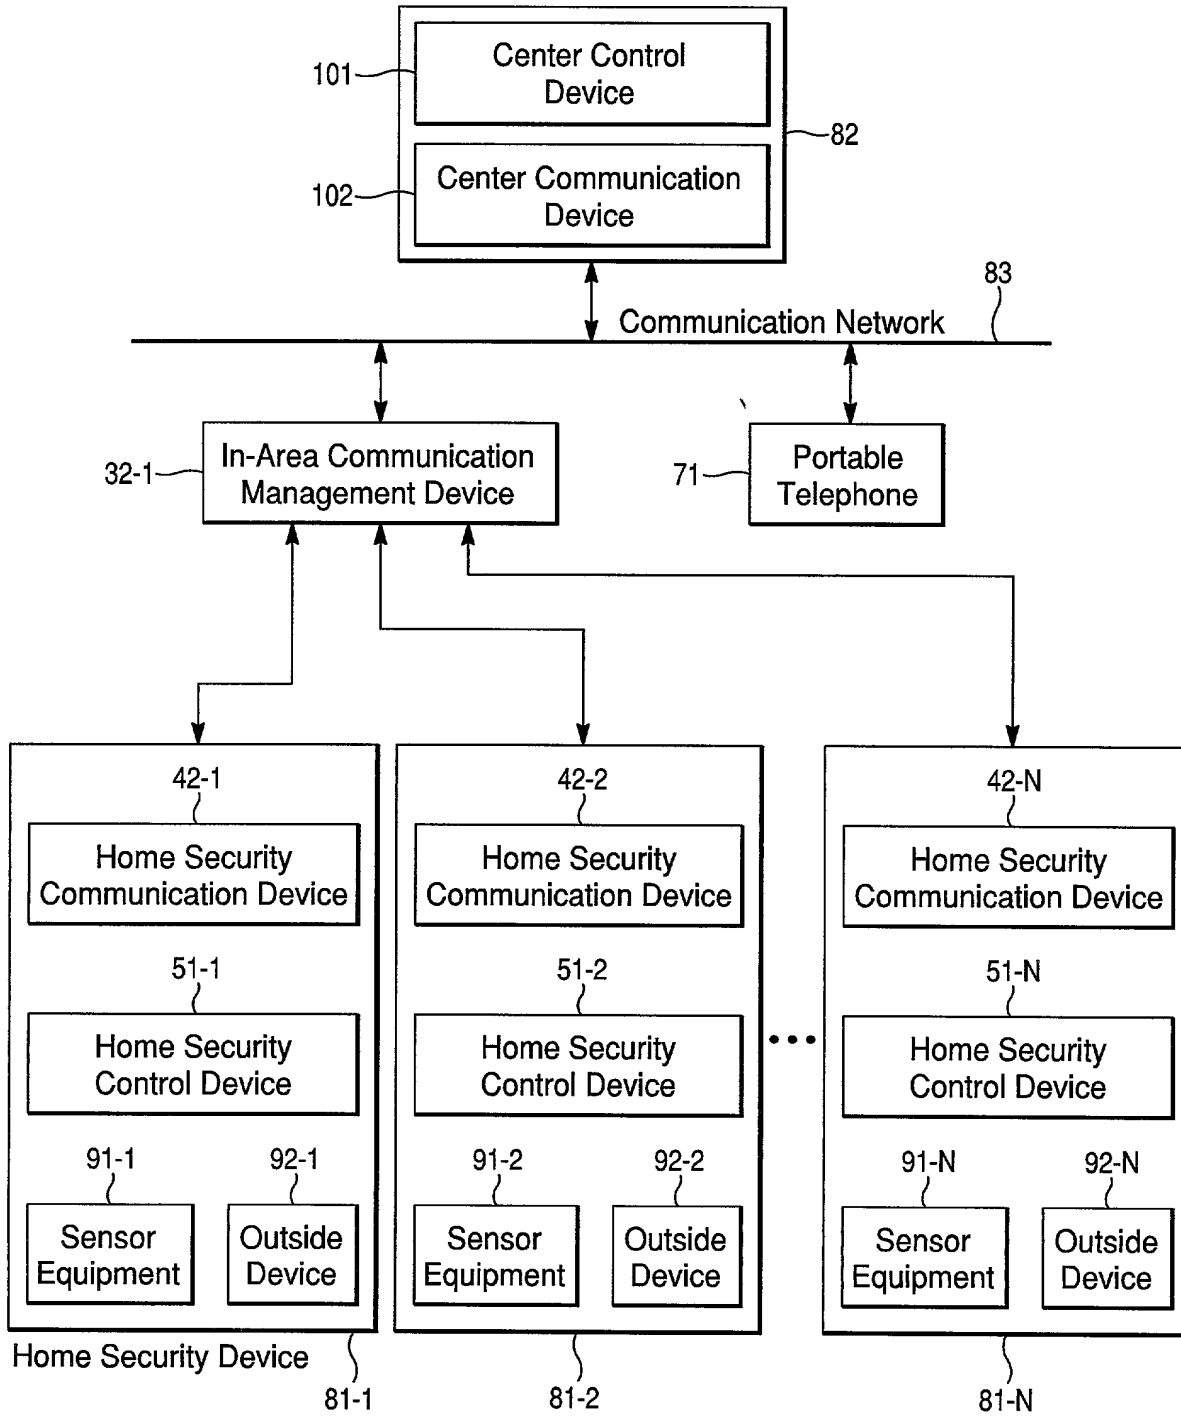 Center Control
Device
101
82
Center Communication
Device
102
83
Communication Network
In-Area Communication
Management Device
32-1
Portable
Telephone
71
42-1
42-2
42-N
Home Security
Communication Device
Home Security
Communication Device
Home Security
Communication Device
51-1
51-2
51-N
Home Security
Control Device
Home Security
Control Device
Home Security
Control Device
91-1
92-1
91-2
92-2
91-N
92-N
Sensor
Equipment
Outside
Device
Sensor
Equipment
Outside
Device
Sensor
Equipment
Outside
Device
Home Security Device
81-1
81-2
81-N